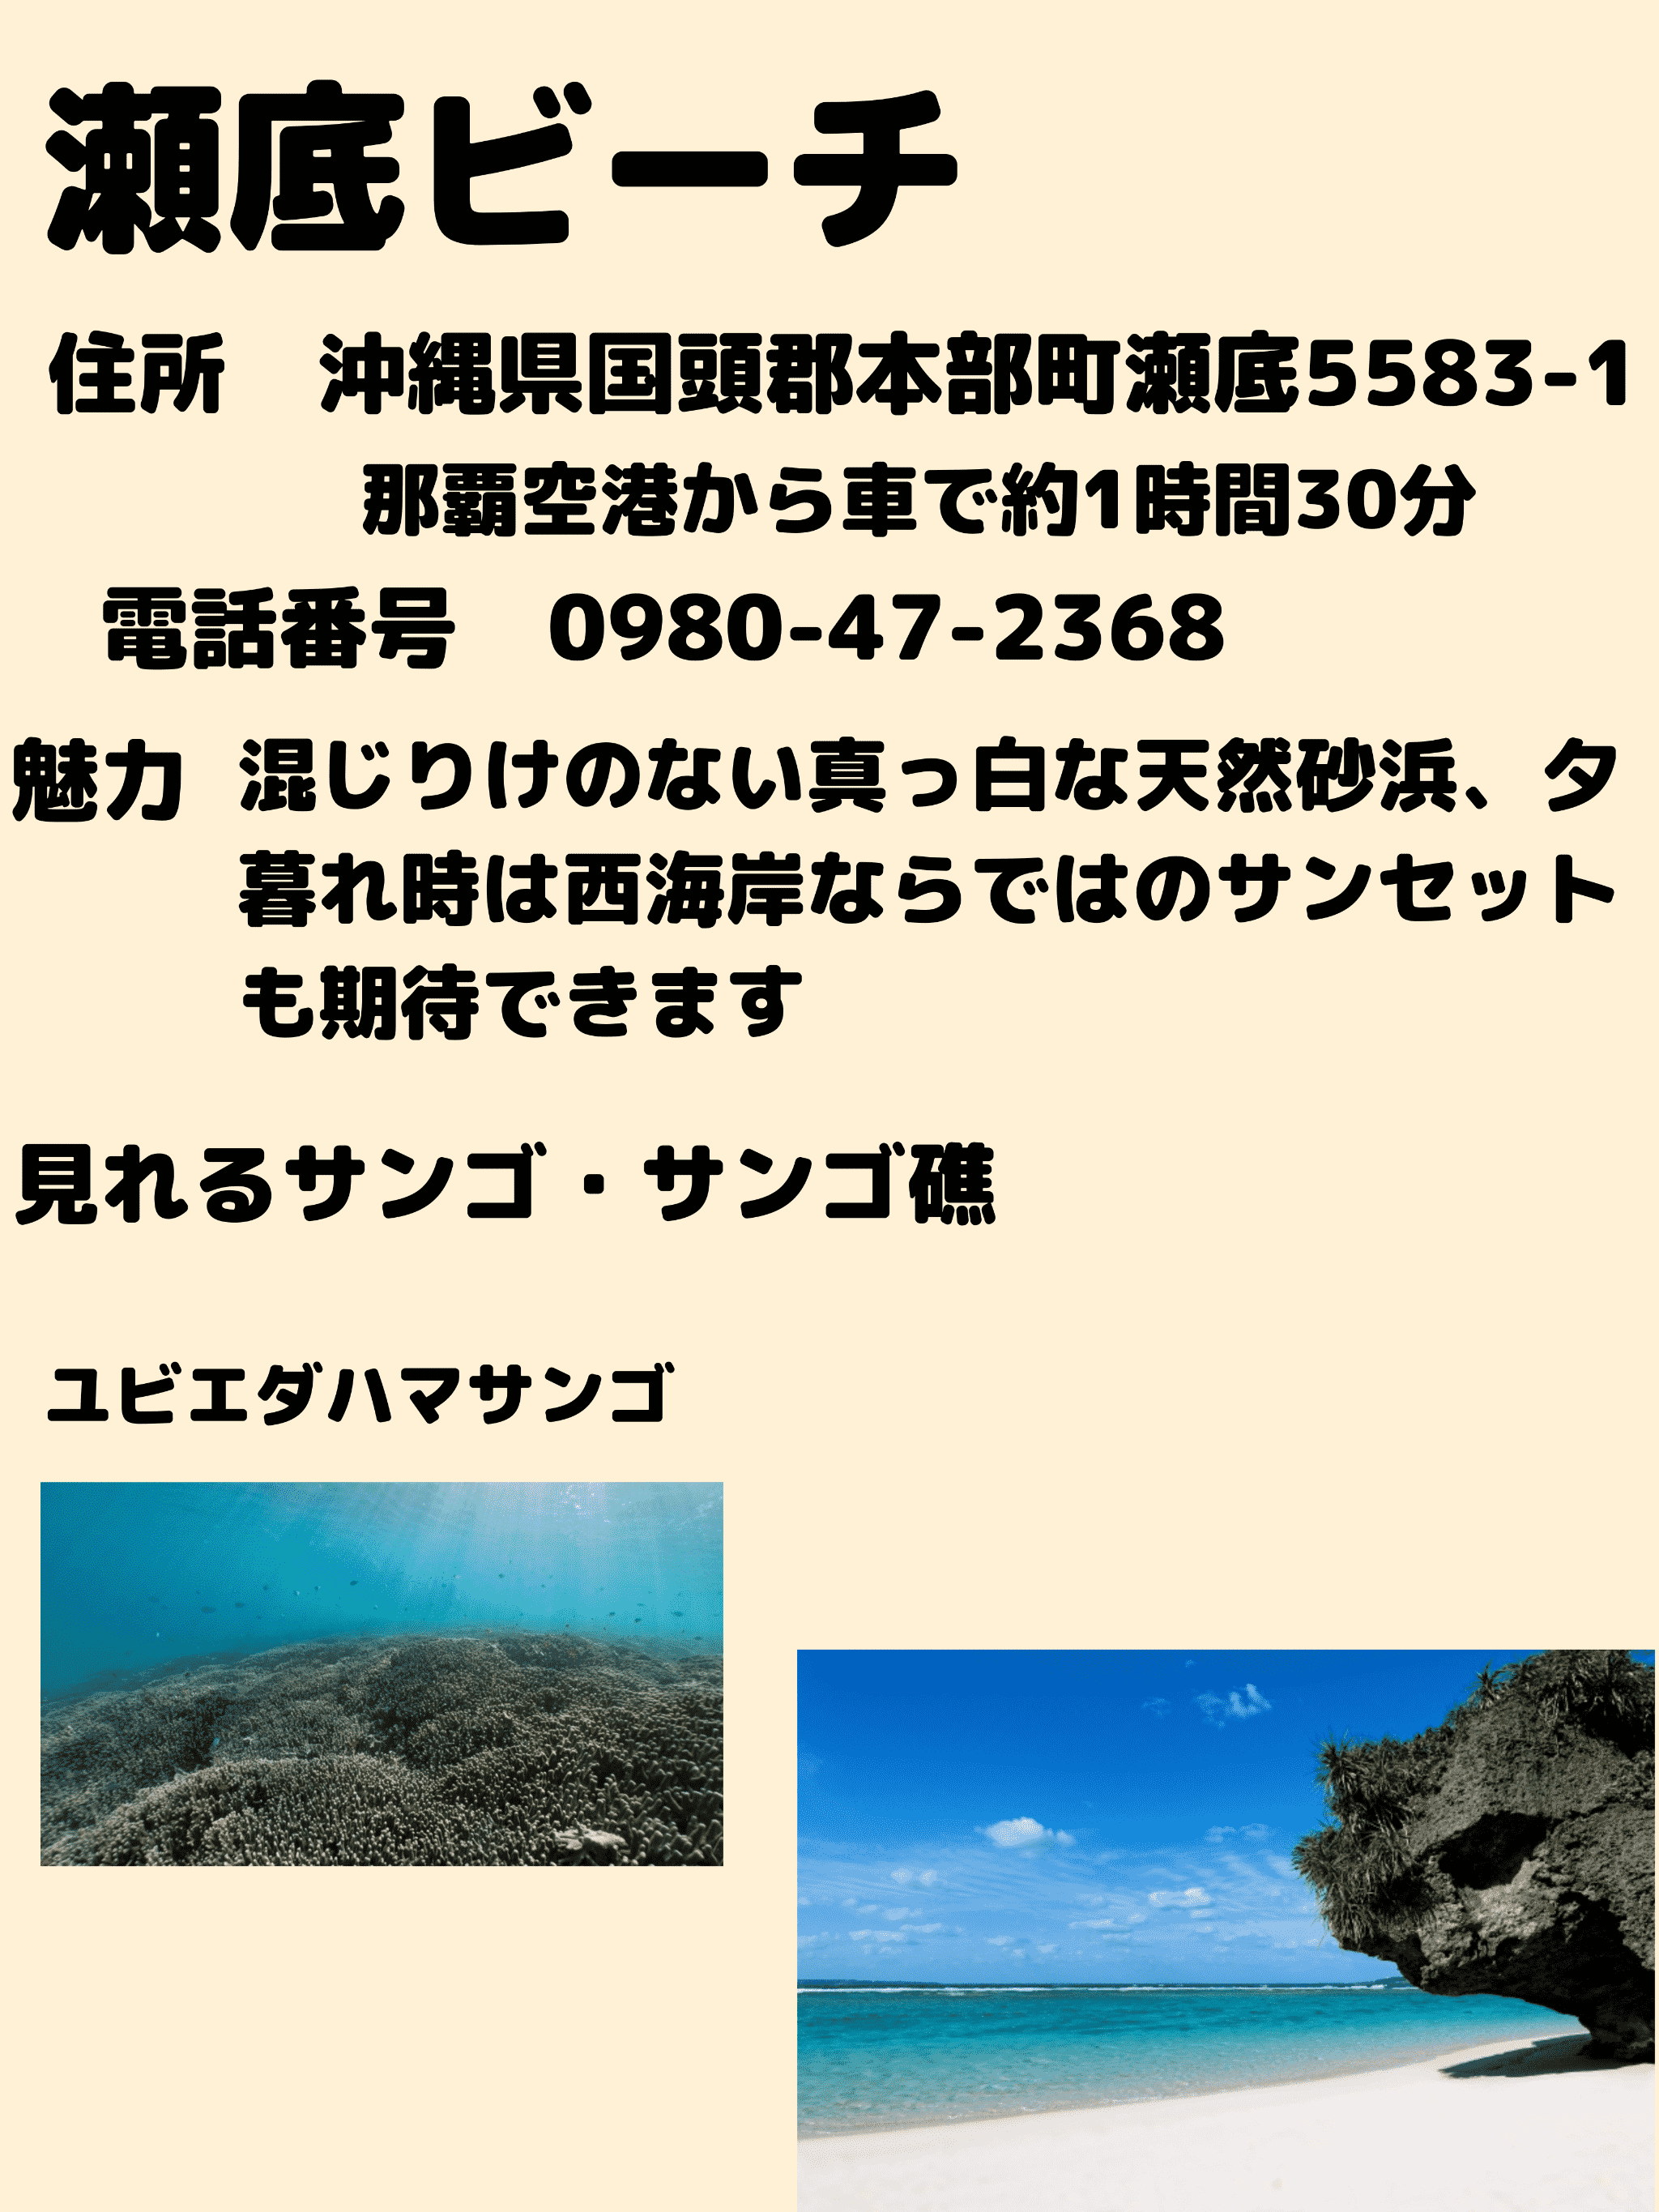 瀬底ビーチ
住所　沖縄県国頭郡本部町瀬底5583-1
那覇空港から車で約1時間30分
電話番号　0980-47-2368
魅力 混じりけのない真っ白な天然砂浜、夕
暮れ時は西海岸ならではのサンセット
も期待できます
見れるサンゴ・サンゴ礁
ユビエダハマサンゴ